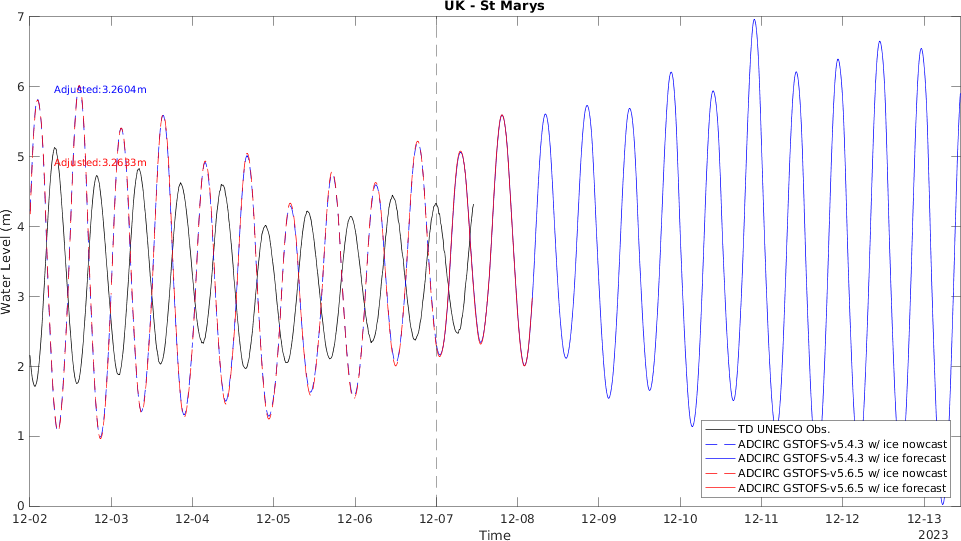 UK - St Marys
7
6
5
4
3
2
1
0
Water Level (m)
Adjusted:3.2604m
Adjusted:3.2633m
TD UNESCO Obs.
ADCIRC GSTOFS-v5.4.3 w/ ice nowcast
ADCIRC GSTOFS-v5.4.3 w/ ice forecast
ADCIRC GSTOFS-v5.6.5 w/ ice nowcast
ADCIRC GSTOFS-v5.6.5 w/ ice forecast
12-02 12-03 12-04 12-05 12-06 12-07 12-08 12-09 12-10 12-11 12-12 12-13
Time
2023